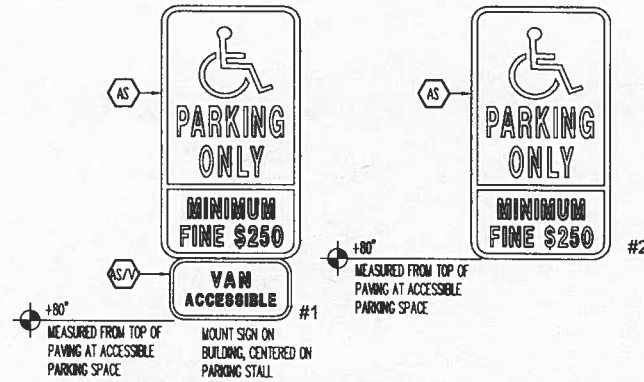 AS
PARKING
ONLY
MINIMUM
FINE $250
AS/V
VAN
ACCESSIBLE
#1
+80"
MEASURED FROM TOP OF
PAVING AT ACCESSIBLE
PARKING SPACE
MOUNT SIGN ON
BUILDING, CENTERED ON
PARKING STALL
AS
PARKING
ONLY
MINIMUM
FINE $250
#2
+80"
MEASURED FROM TOP OF
PAVING AT ACCESSIBLE
PARKING SPACE